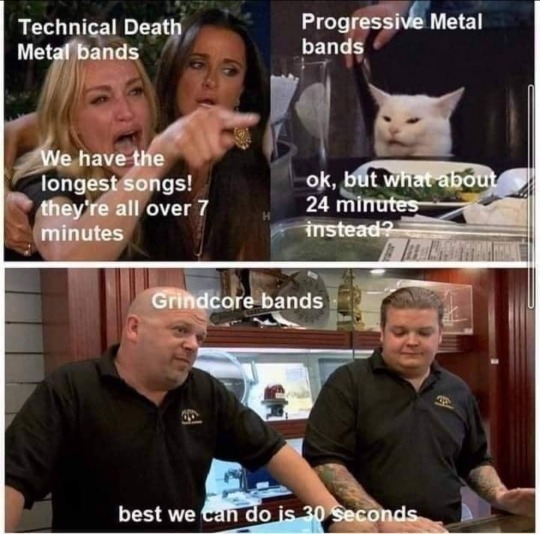 Technical Death
Metal bands
We have the
longest songs!
they're all over 7
minutes
Progressive Metal
bands
ok, but what about
24 minutes
instead?
Grindcore bands
best we can do is 30 seconds